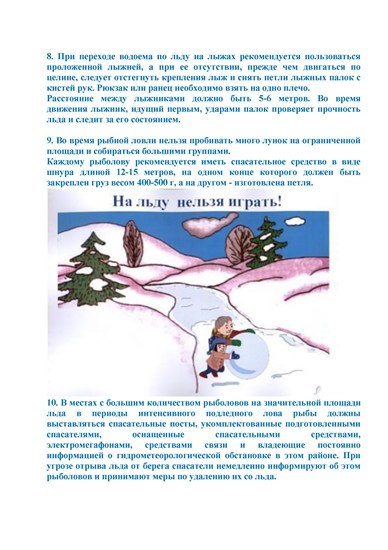 8. При переходе водоема по льду на лыжах рекомендуется пользоваться
проложенной лыжней, а при ее отсутствии, прежде чем двигаться по
целине, следует отстегнуть крепления лыж и снять петли лыжных палок с
кистей рук. Рюкзак или ранец необходимо взять на одно плечо.
Расстояние между лыжниками должно быть 5-6 метров. Во время
движения лыжник, идущий первым, ударами палок проверяет прочность
льда и следит за его состоянием.
9. Во время рыбной ловли нельзя пробивать много лунок на ограниченной
площади и собираться большими группами.
Каждому рыболову рекомендуется иметь спасательное средство в виде
шнура длиной 12-15 метров, на одном конце которого должен быть
закреплен груз весом 400-500 г, а на другом - изготовлена петля.
На льду нельзя играть!
10. В местах с большим количеством рыболовов на значительной площади
льда в периоды интенсивного подледного лова рыбы должны
выставляться спасательные посты, укомплектованные подготовленными
спасателями, оснащенные спасательными средствами,
электромегафонами, средствами связи и владеющие постоянно
информацией о гидрометеорологической обстановке в этом районе. При
угрозе отрыва льда от берега спасатели немедленно информируют об этом
рыболовов и принимают меры по удалению их со льда.